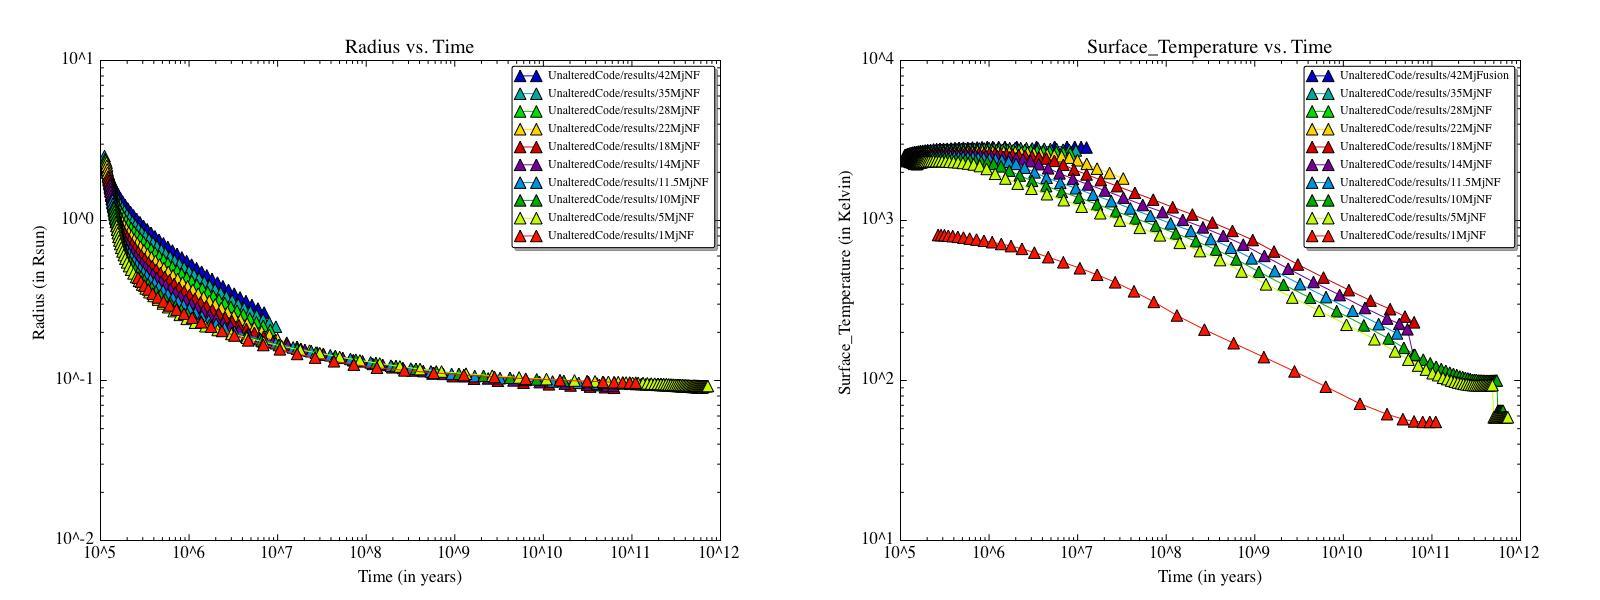 Radius vs. Time
10^1
10^0
10^-1
10^-2
Radius (in Rsun)
UnalteredCode/results/42MjNF
UnalteredCode/results/35MjNF
UnalteredCode/results/28MjNF
UnalteredCode/results/22MjNF
UnalteredCode/results/18MjNF
UnalteredCode/results/14MjNF
UnalteredCode/results/11.5MjNF
UnalteredCode/results/10MjNF
UnalteredCode/results/5MjNF
UnalteredCode/results/1MjNF
10^5 10^6 10^7 10^8 10^9 10^10 10^11 10^12
Time (in years)
Surface_Temperature vs. Time
10^4
10^3
10^2
10^1
Surface_Temperature (in Kelvin)
UnalteredCode/results/42MjFusion
UnalteredCode/results/35MjNF
UnalteredCode/results/28MjNF
UnalteredCode/results/22MjNF
UnalteredCode/results/18MjNF
UnalteredCode/results/14MjNF
UnalteredCode/results/11.5MjNF
UnalteredCode/results/10MjNF
UnalteredCode/results/5MjNF
UnalteredCode/results/1MjNF
10^5 10^6 10^7 10^8 10^9 10^10 10^11 10^12
Time (in years)